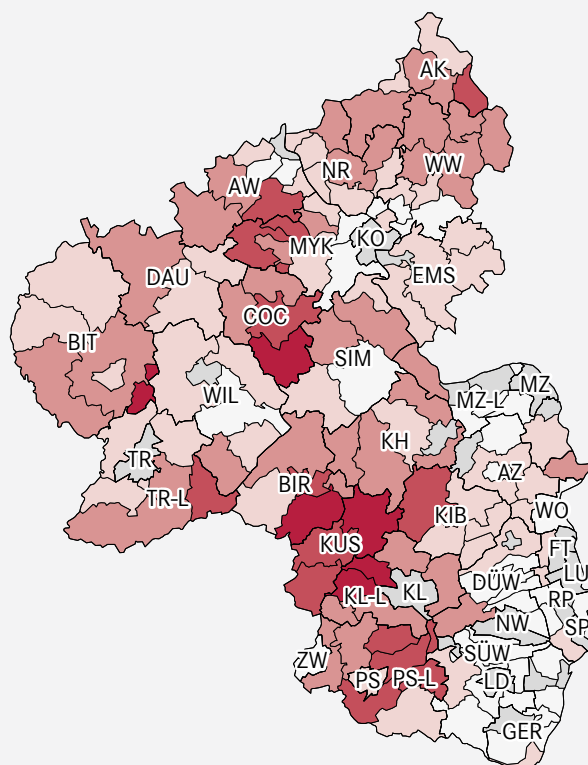 AK
WW
NR
AW
KO
MYK
EMS
DAU
COC
BIT
SIM
MZ
MZ-L
WIL
KH
TR
AZ
BIR
TR-L
WO
KIB
KUS
FT
LU
DÜW
KL
KL-L
RP
NW
SP
SÜW
ZW
PS
PS-L
LD
GER